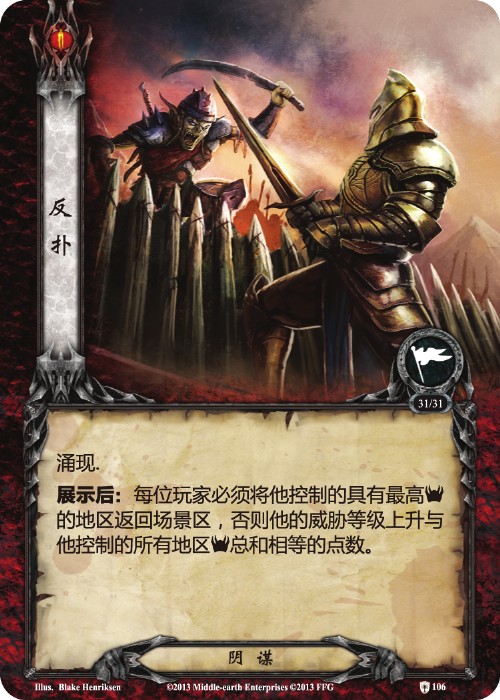 反扑
31/31
涌现.
展示后：每位玩家必须将他控制的具有最高
的地区返回场景区，否则他的威胁等级上升与
他控制的所有地区总和相等的点数。
阴谋
Illus. Blake Henriksen ©2013 Middle-earth Enterprises ©2013 FFG 106